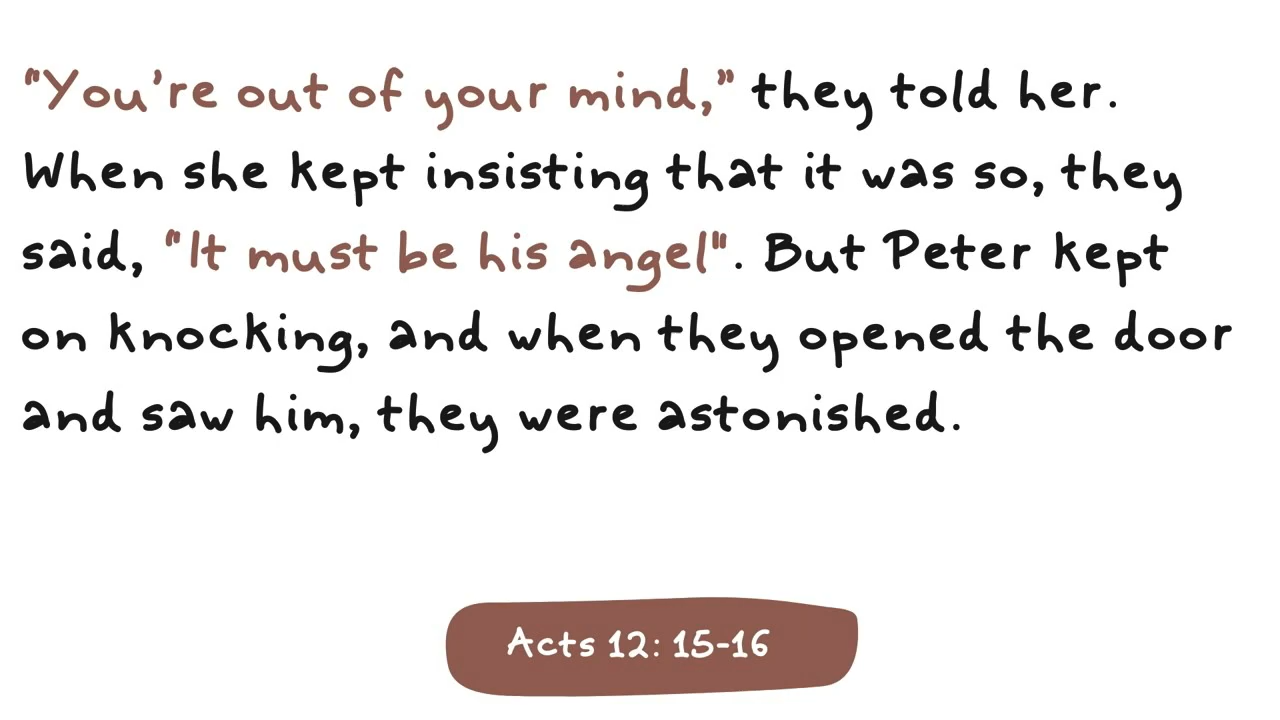 "You're out of your mind," they told her.
When she kept insisting that it was so, they
said, "It must be his angel". But Peter kept
on knocking, and when they opened the door
and saw him, they were astonished.
Acts 12: 15-16